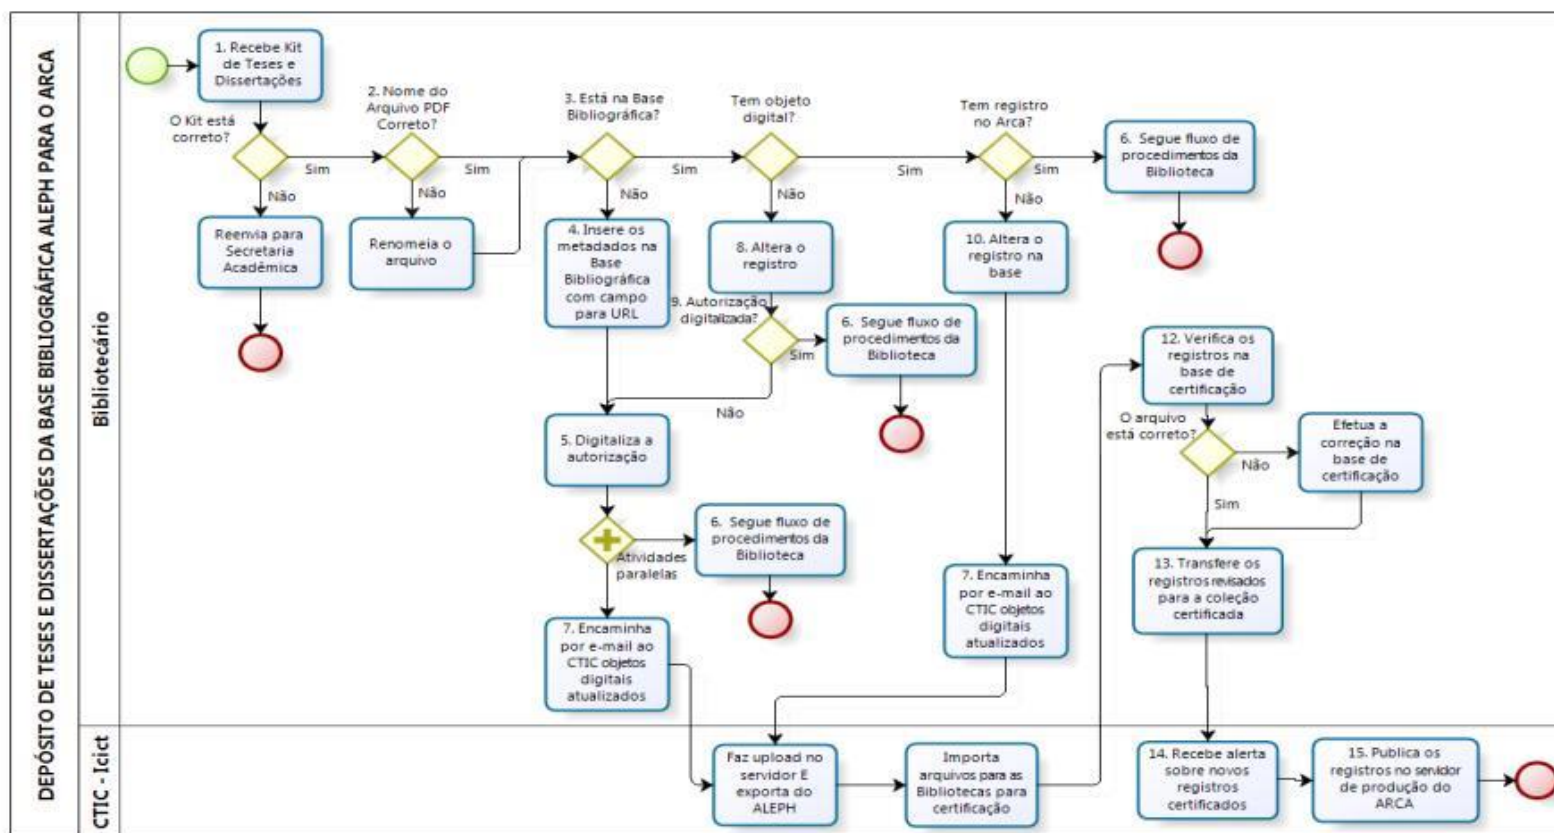 DEPÓSITO DE TESES E DISSERTAÇÕES DA BASE BIBLIOGRÁFICA ALEPH PARA O ARCA
Bibliotecário
1. Recebe Kit
de Teses e
Dissertações
O Kit está
correto?
Sim
Não
Reenvia para
Secretaria
Acadêmica
2. Nome do
Arquivo PDF
Correto?
Sim
Não
Renomeia o
arquivo
3. Está na Base
Bibliográfica?
Sim
Não
4. Insere os
metadados na
Base
Bibliográfica
com campo
para URL
Tem objeto
digital?
Sim
Não
8. Altera o
registro
9. Autorização
digitalizada?
Sim
Não
6. Segue fluxo de
procedimentos da
Biblioteca
Tem registro
no Arca?
Sim
Não
6. Segue fluxo de
procedimentos da
Biblioteca
10. Altera o
registro na
base
5. Digitaliza a
autorização
Atividades
paralelas
6. Segue fluxo de
procedimentos da
Biblioteca
7. Encaminha
por e-mail ao
CTIC objetos
digitais
atualizados
7. Encaminha
por e-mail ao
CTIC objetos
digitais
atualizados
12. Verifica os
registros na
base de
certificação
O arquivo
está correto?
Não
Sim
Efetua a
correção na
base de
certificação
13. Transfere os
registros revisados
para a coleção
certificada
CTIC - Icict
Faz upload no
servidor E
exporta do
ALEPH
Importa
arquivos para as
Bibliotecas para
certificação
14. Recebe alerta
sobre novos
registros
certificados
15. Publica os
registros no servidor
de produção do
ARCA